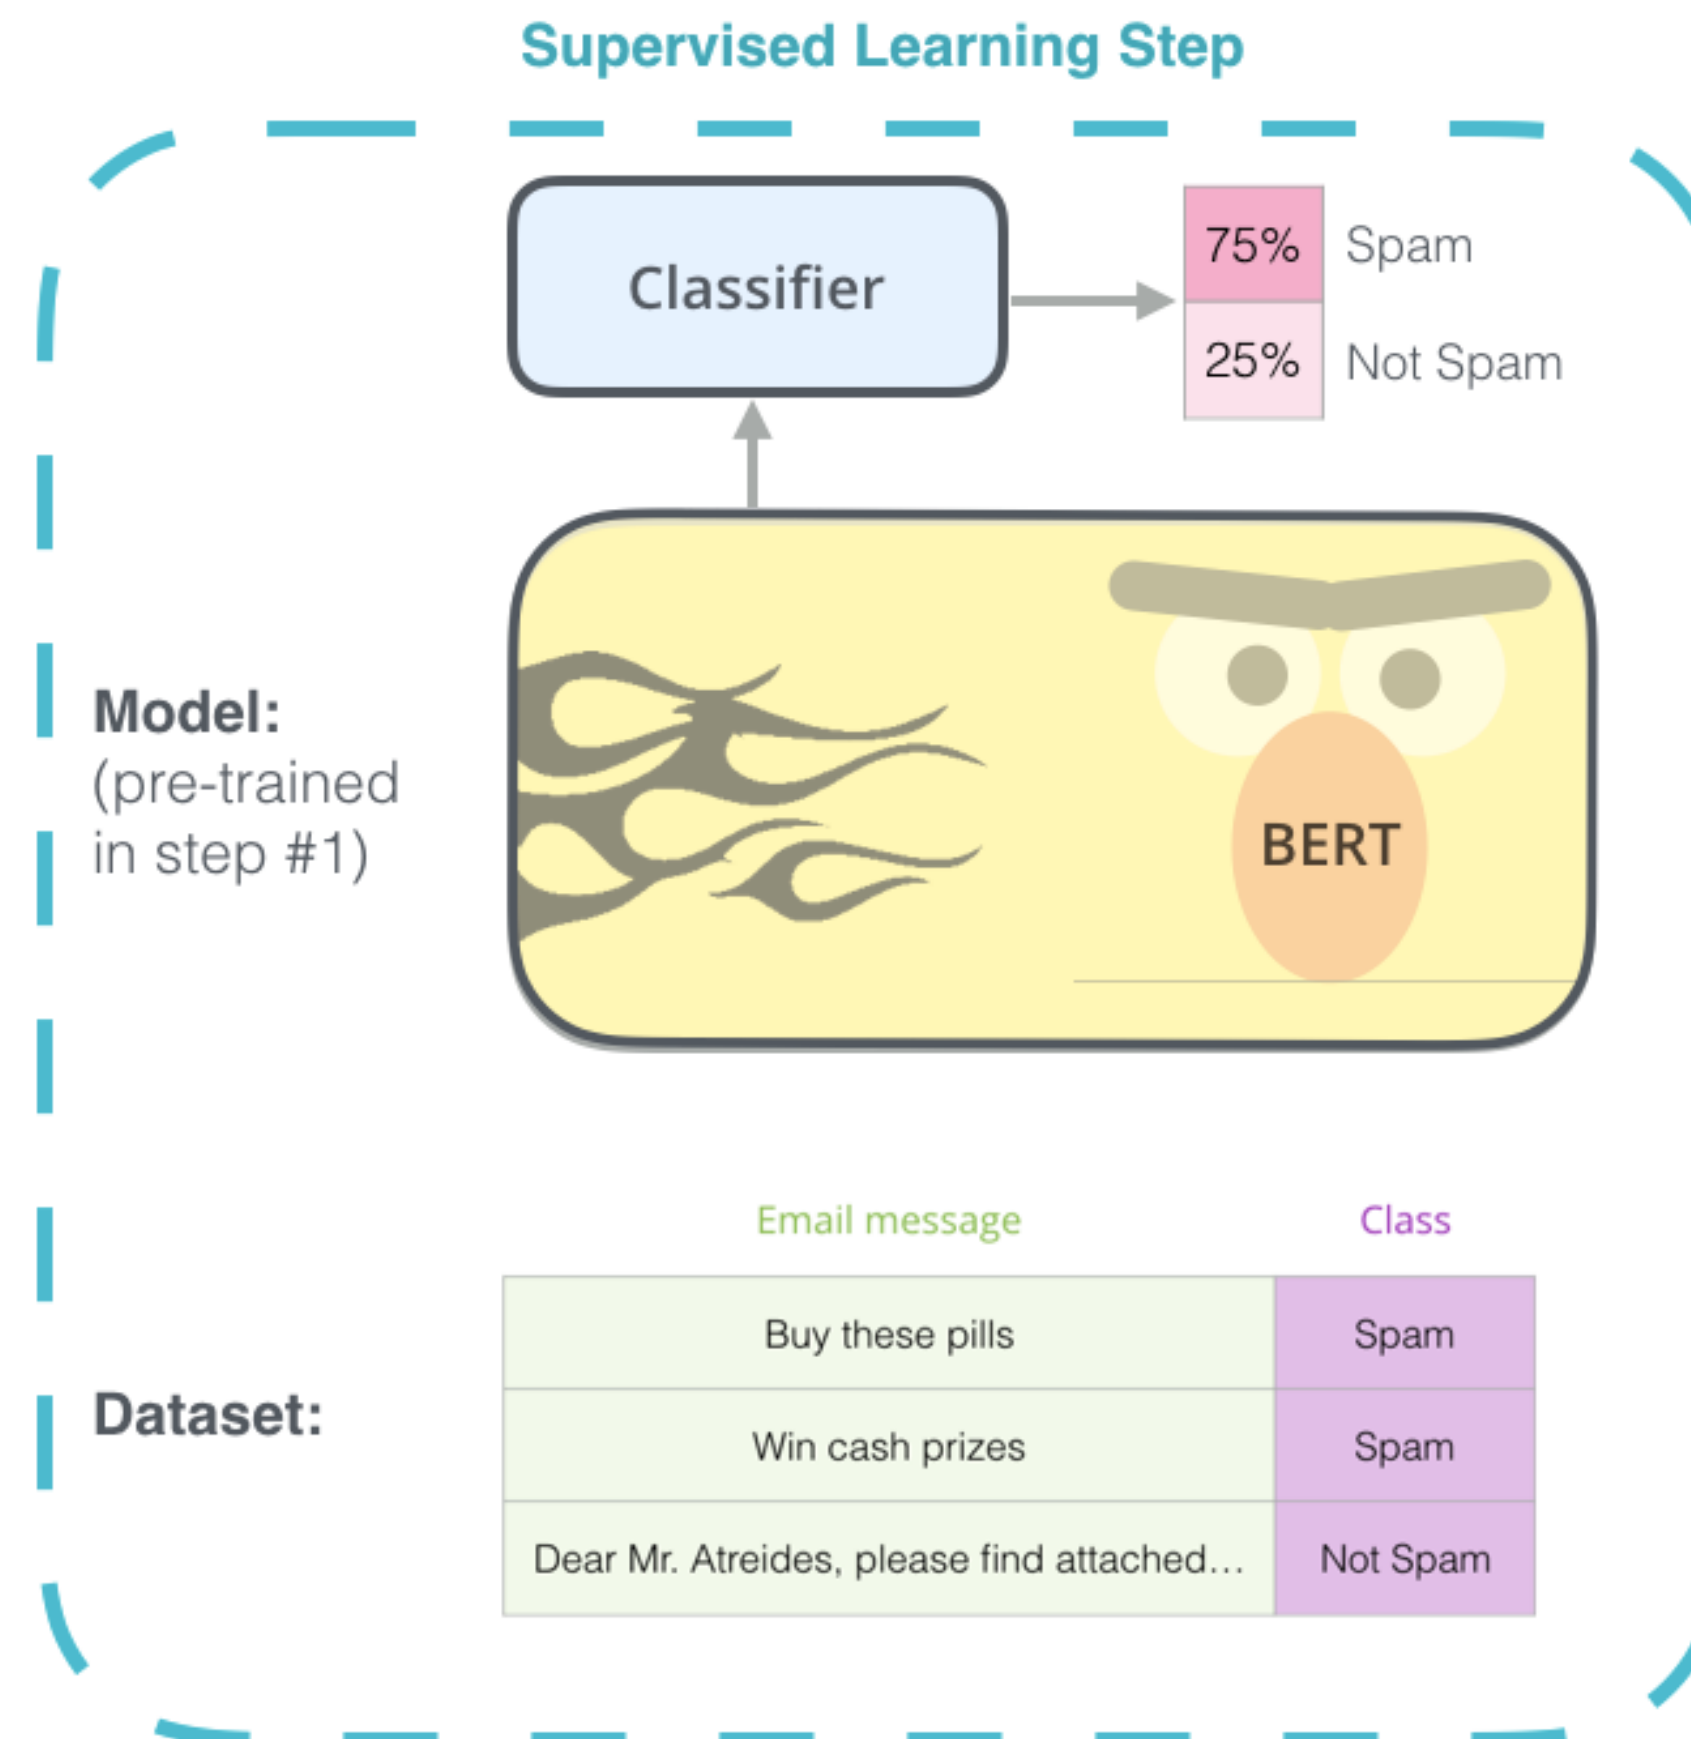 Supervised Learning Step
Classifier
75% Spam
25% Not Spam
Model:
(pre-trained
in step #1)
BERT
Email message Class
Buy these pills Spam
Dataset:
Win cash prizes Spam
Dear Mr. Atreides, please find attached... Not Spam